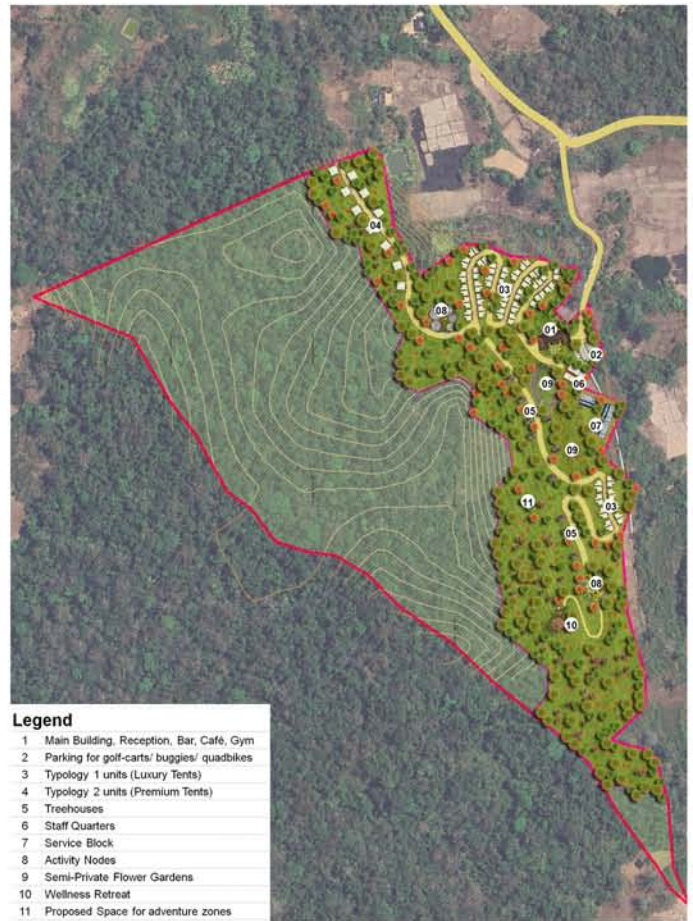 04
03
08
01
02
06
09
05
07
09
11
03
05
08
10
Legend
1 Main Building, Reception, Bar, Café, Gym
2 Parking for golf-carts/ buggies/ quadbikes
3 Typology 1 units (Luxury Tents)
4 Typology 2 units (Premium Tents)
5 Treehouses
6 Staff Quarters
7 Service Block
8 Activity Nodes
9 Semi-Private Flower Gardens
10 Wellness Retreat
11 Proposed Space for adventure zones